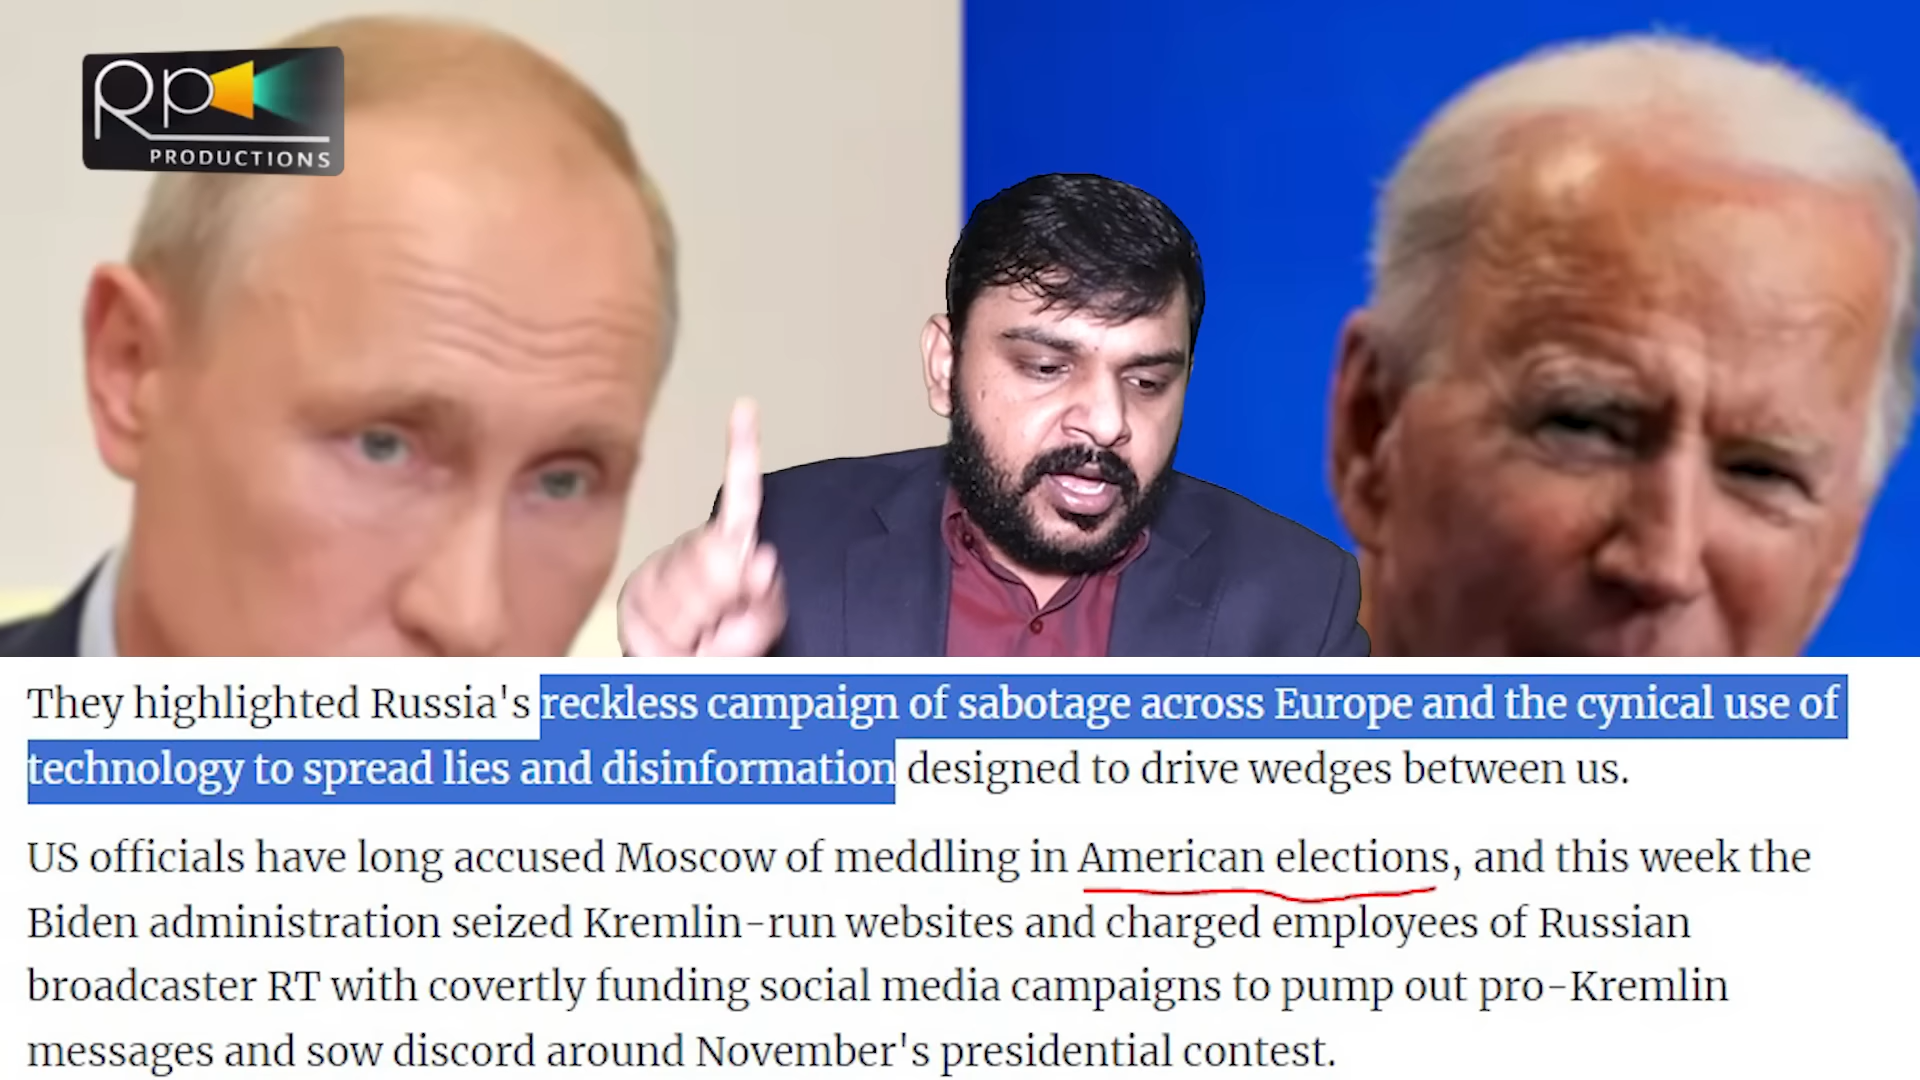 Rp
PRODUCTIONS
They highlighted Russia's reckless campaign of sabotage across Europe and the cynical use of
technology to spread lies and disinformation designed to drive wedges between us.
US officials have long accused Moscow of meddling in American elections, and this week the
Biden administration seized Kremlin-run websites and charged employees of Russian
broadcaster RT with covertly funding social media campaigns to pump out pro-Kremlin
messages and sow discord around November's presidential contest.